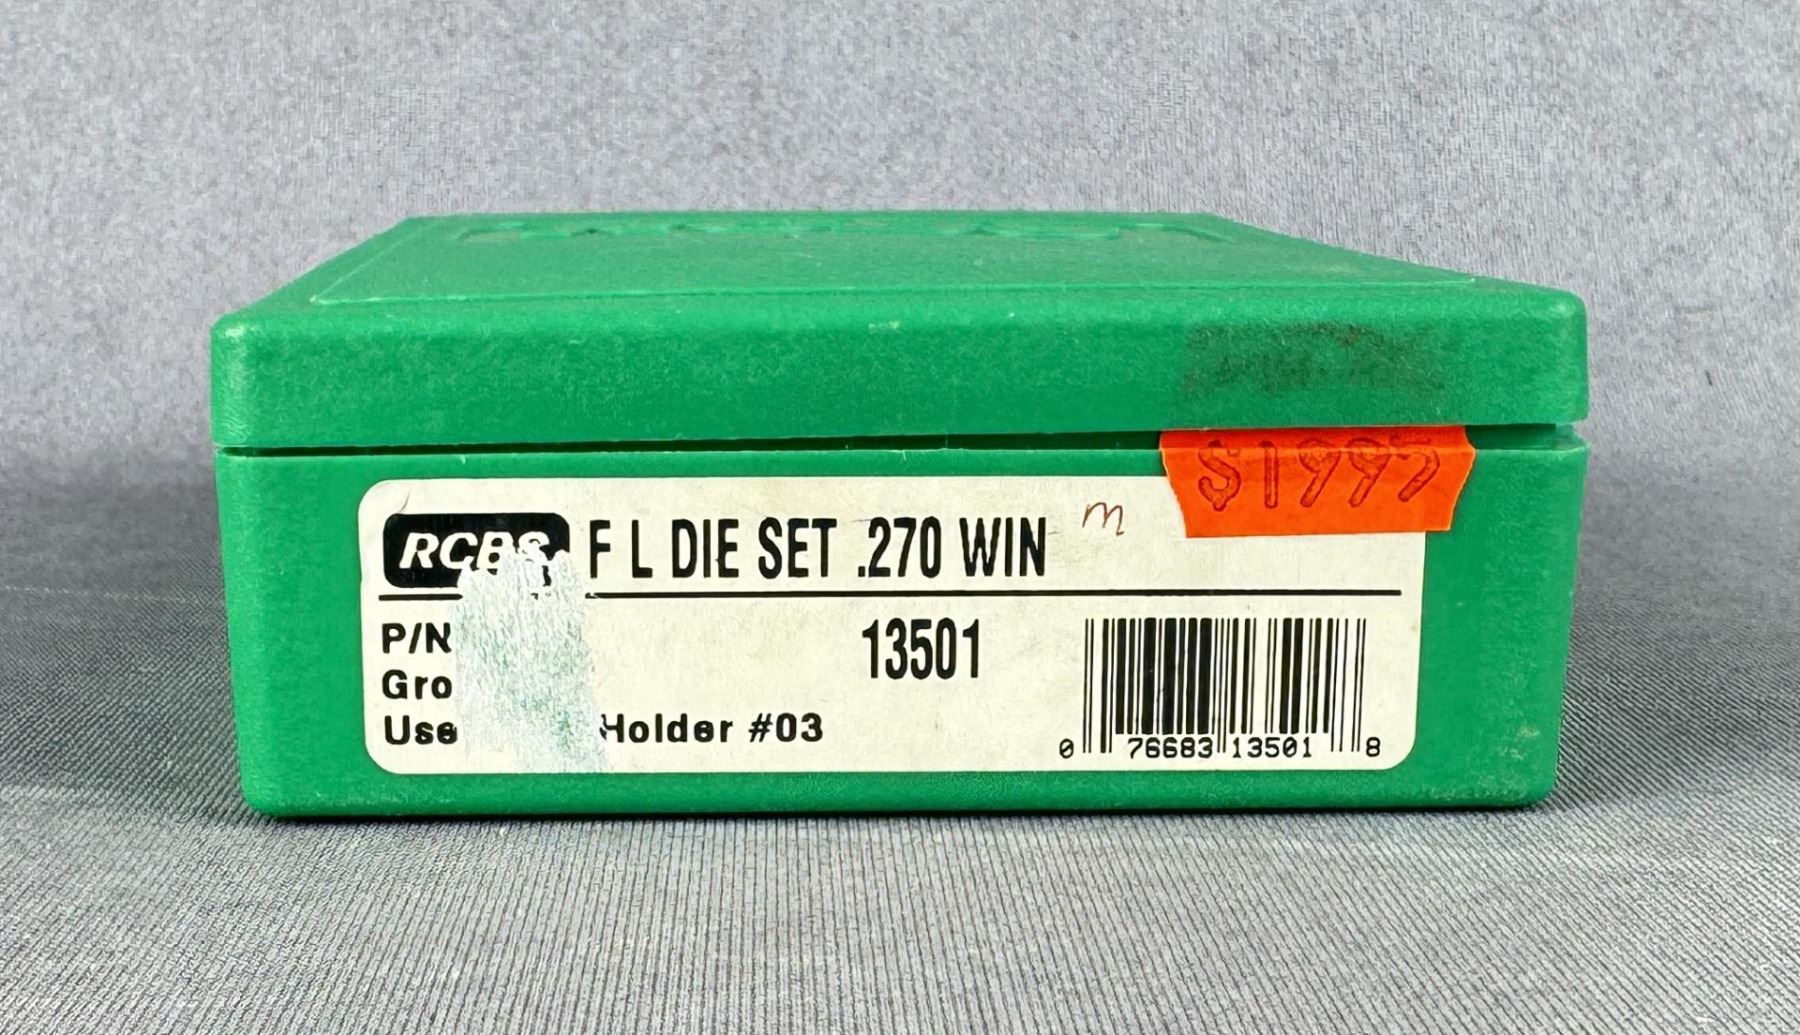 $1995
RCBS F L DIE SET .270 WIN m
P/N 13501
Gro
Use Holder #03
0 76683 13501 8